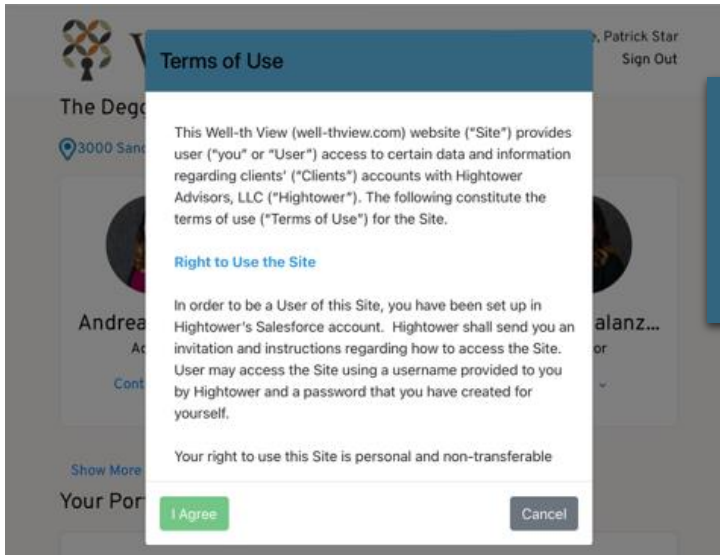 Patrick Star
Sign Out
Terms of Use
The Dego
3000 Sand
This Well-th View (well-thview.com) website (“Site”) provides
user (“you” or “User”) access to certain data and information
regarding clients’ (“Clients”) accounts with Hightower
Advisors, LLC (“Hightower”). The following constitute the
terms of use (“Terms of Use”) for the Site.
Right to Use the Site
In order to be a User of this Site, you have been set up in
Hightower's Salesforce account.  Hightower shall send you an
invitation and instructions regarding how to access the Site.
User may access the Site using a username provided to you
by Hightower and a password that you have created for
yourself.
Your right to use this Site is personal and non-transferable
Andrea
alanz...
Ad
or
Cont
Show More
Your Por
I Agree
Cancel